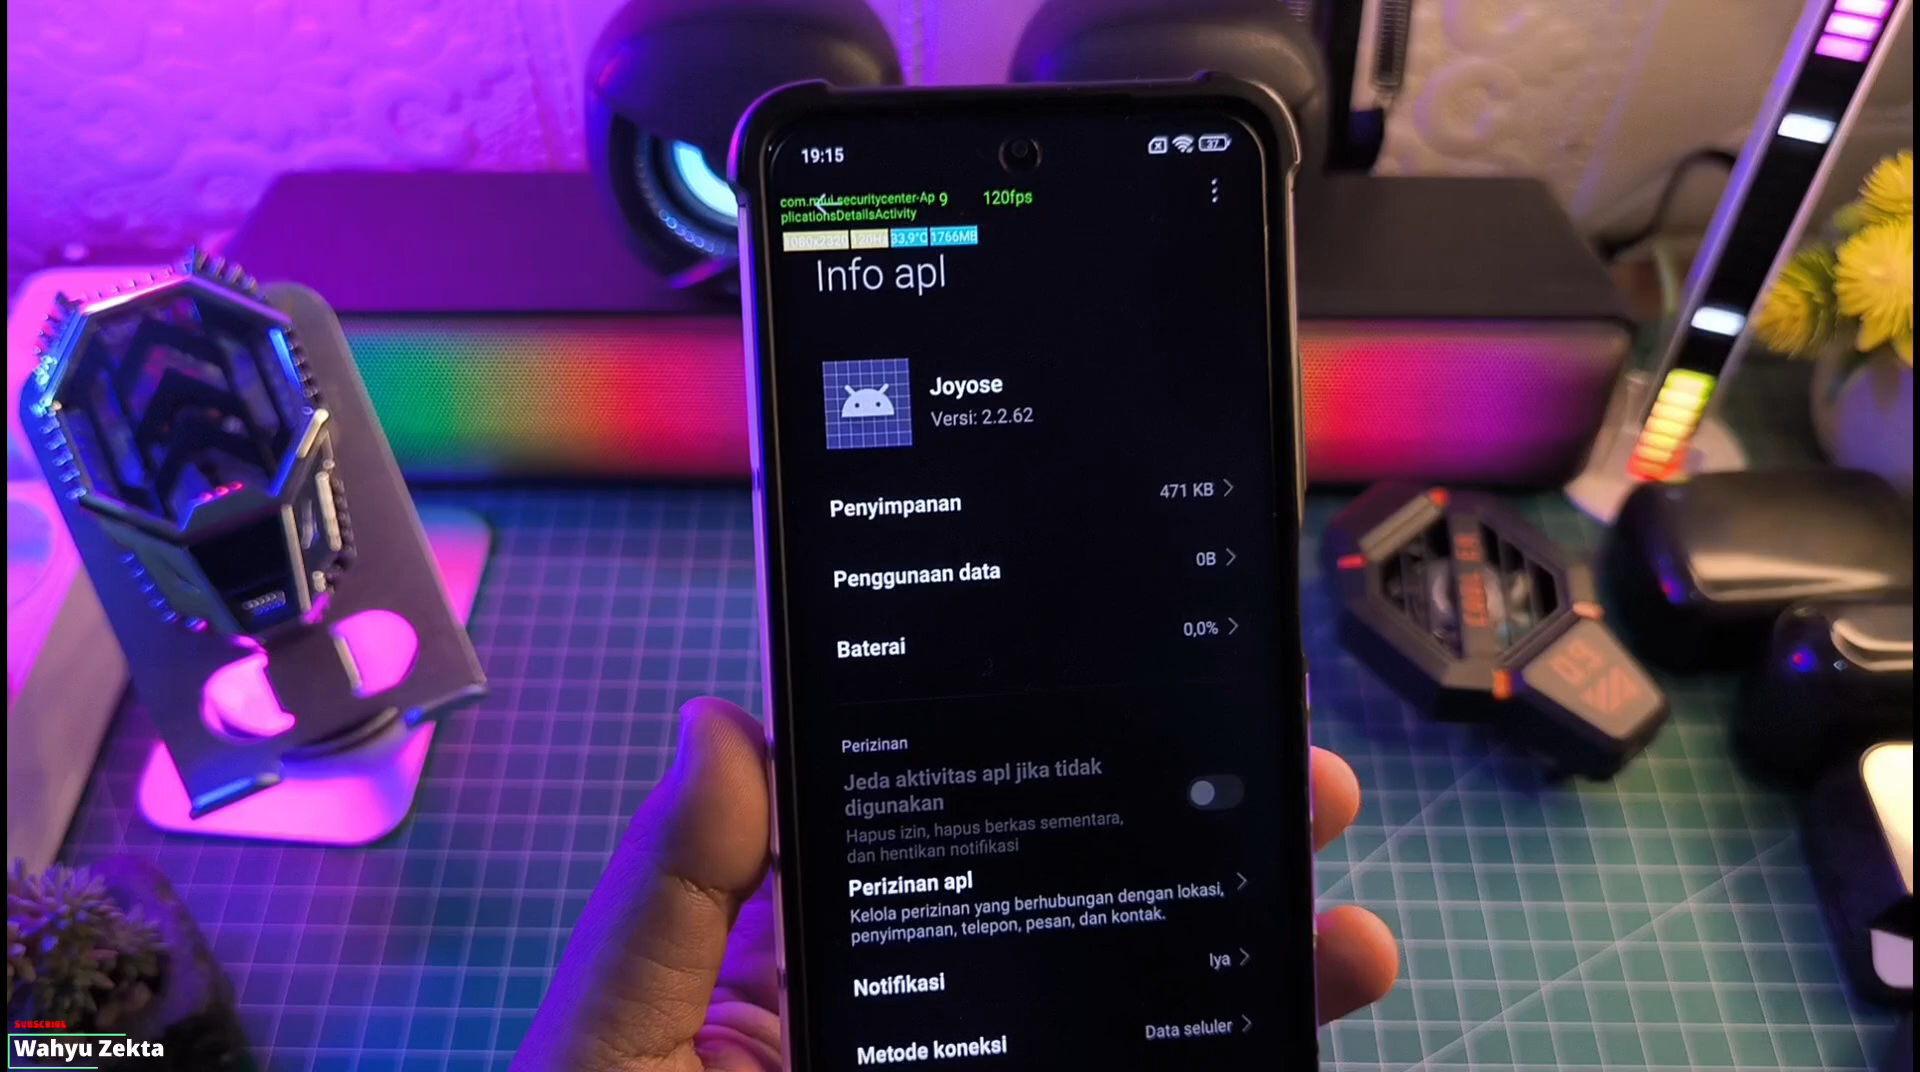 19:15
37
com.miui.securitycenter-Ap 9 120fps
plicationsDetailsActivity
1080x2320 120Hz 33,9°C 1766MB
Info apl
Joyose
Versi: 2.2.62
Penyimpanan 471 KB
Penggunaan data 0B
Baterai 0,0%
Perizinan
Jeda aktivitas apl jika tidak
digunakan
Hapus izin, hapus berkas sementara,
dan hentikan notifikasi
Perizinan apl
Kelola perizinan yang berhubungan dengan lokasi,
penyimpanan, telepon, pesan, dan kontak.
Notifikasi Iya
Metode koneksi Data seluler
SUBSCRIBE
Wahyu Zekta